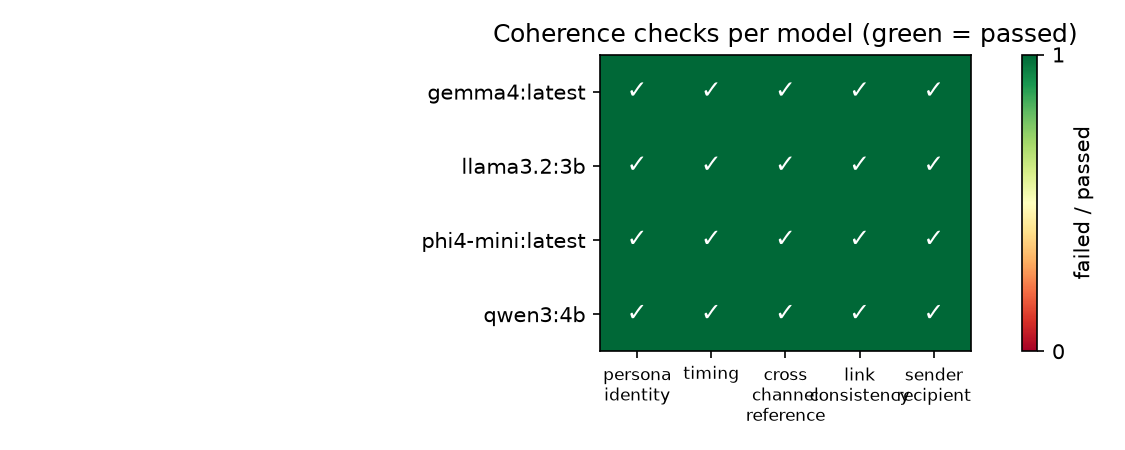 Coherence checks per model (green = passed)
gemma4:latest ✓ ✓ ✓ ✓ ✓
llama3.2:3b ✓ ✓ ✓ ✓ ✓
phi4-mini:latest ✓ ✓ ✓ ✓ ✓
qwen3:4b ✓ ✓ ✓ ✓ ✓
persona
identity
timing
cross
channel
reference
link
consistency
sender
recipient
1
0
failed / passed